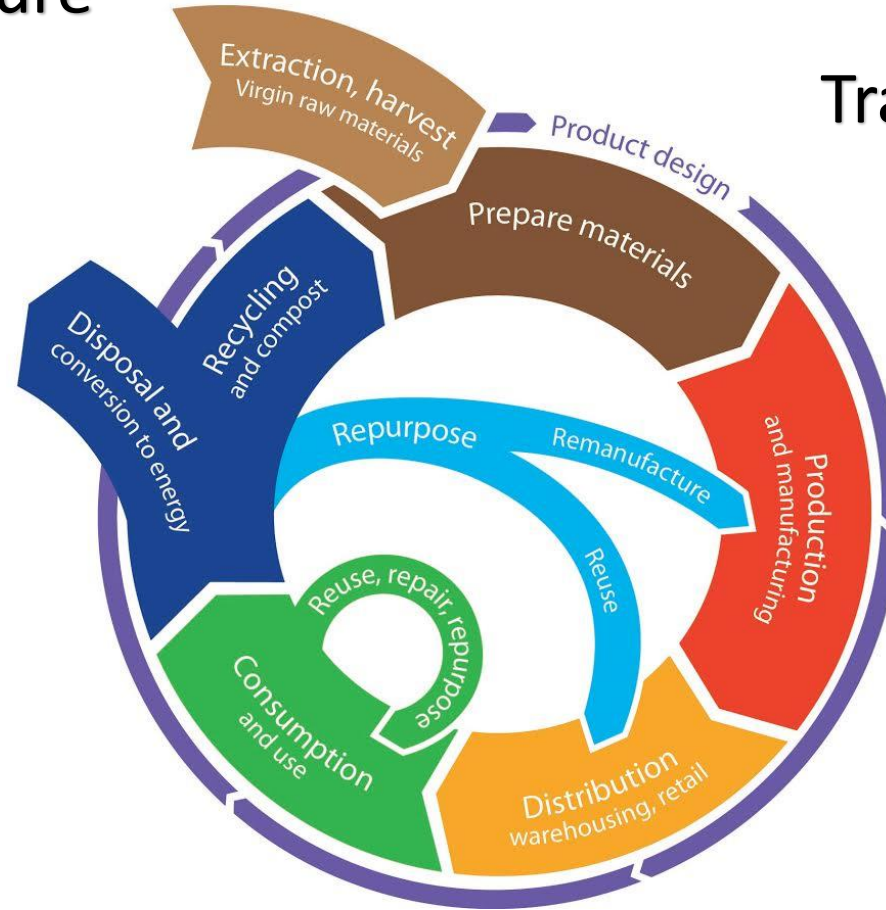 Extraction, harvest
Virgin raw materials
Product design
Prepare materials
Recycling
and compost
Disposal and
conversion to energy
Repurpose
Remanufacture
Reuse
Production
and manufacturing
Reuse, repair, repurpose
Consumption
and use
Distribution
warehousing, retail